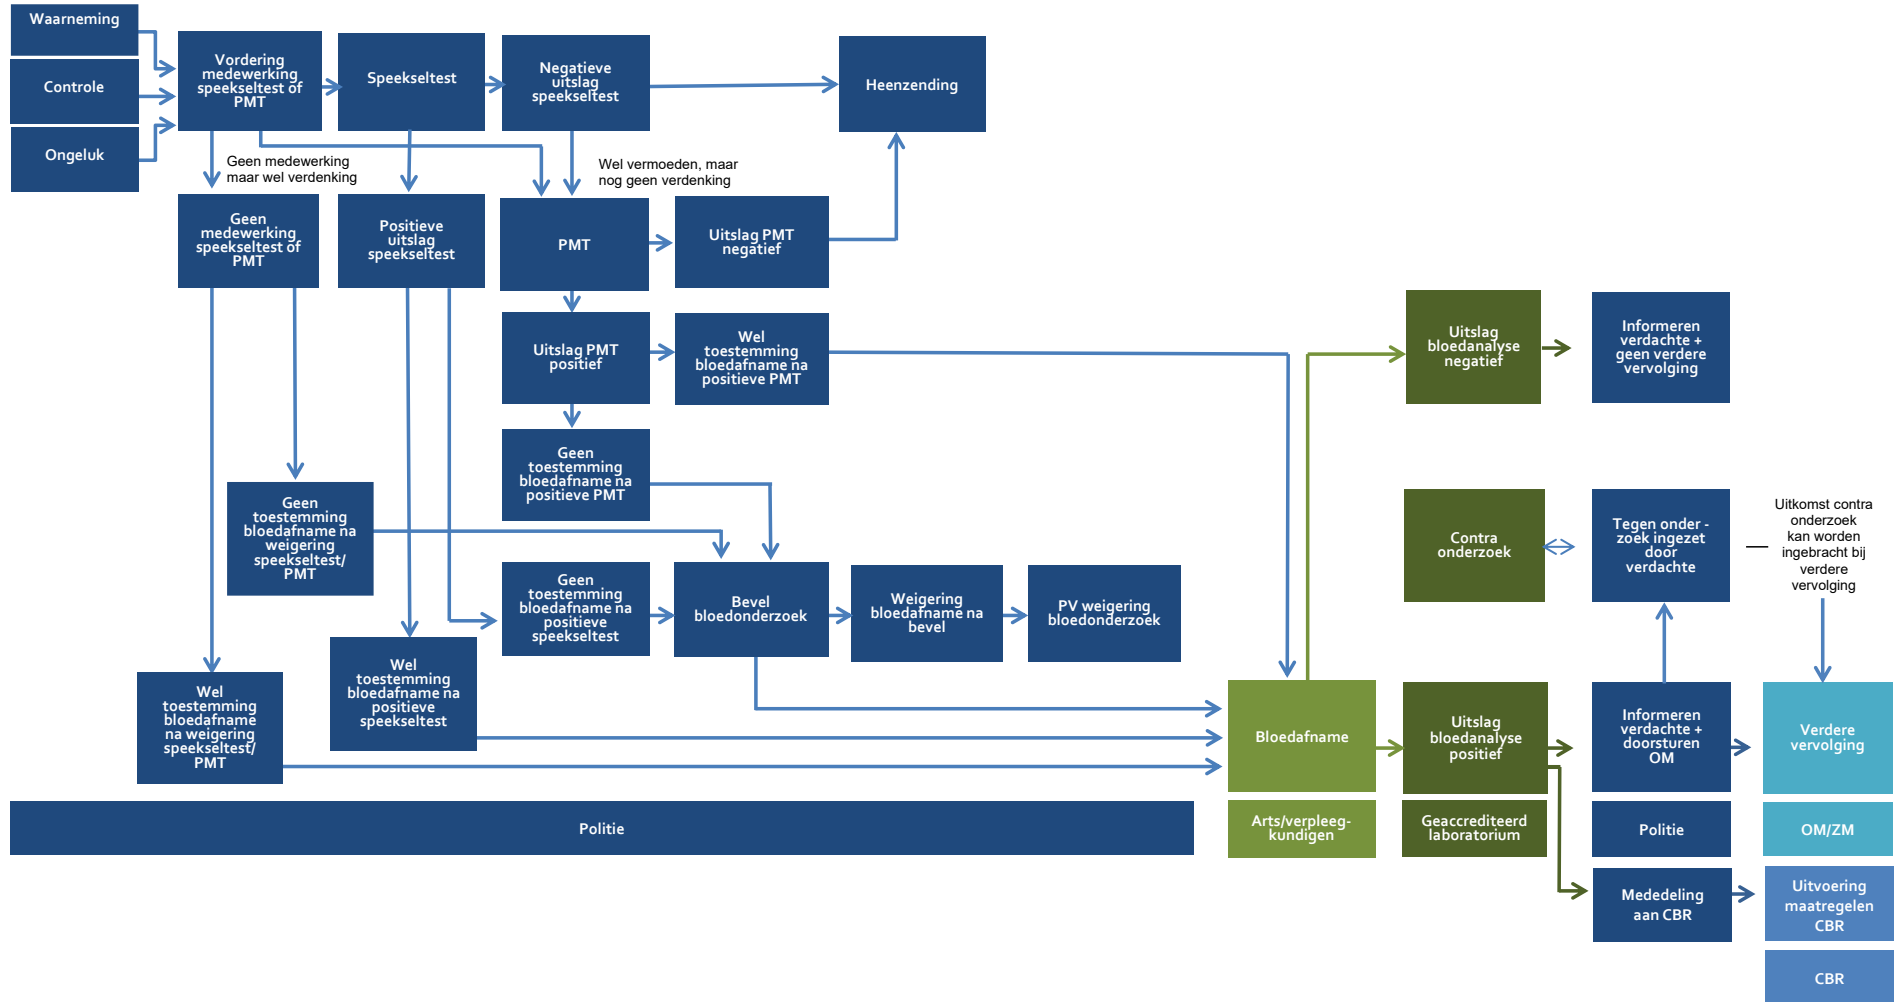 Waarneming
Controle
Ongeluk
Vordering
medewerking
speekseltest of
PMT
Speekseltest
Negatieve
uitslag
speekseltest
Heenzending
Geen medewerking
maar wel verdenking
Wel vermoeden, maar
nog geen verdenking
Geen
medewerking
speekseltest of
PMT
Positieve
uitslag
speekseltest
PMT
Uitslag PMT
negatief
Uitslag PMT
positief
Wel
toestemming
bloedafname na
positieve PMT
Uitslag
bloedanalyse
negatief
Informeren
verdachte +
geen verdere
vervolging
Geen
toestemming
bloedafname na
positieve PMT
Geen
toestemming
bloedafname na
weigering
speekseltest/
PMT
Contra
onderzoek
Tegen onder -
zoek ingezet
door
verdachte
Uitkomst contra
onderzoek
kan worden
ingebracht bij
verdere
vervolging
Geen
toestemming
bloedafname na
positieve
speekseltest
Bevel
bloedonderzoek
Weigering
bloedafname na
bevel
PV weigering
bloedonderzoek
Wel
toestemming
bloedafname na
positieve
speekseltest
Wel
toestemming
bloedafname
na weigering
speekseltest/
PMT
Bloedafname
Uitslag
bloedanalyse
positief
Informeren
verdachte +
doorsturen
OM
Verdere
vervolging
Politie
Arts/verpleeg-
kundigen
Geaccrediteerd
laboratorium
Politie
OM/ZM
Mededeling
aan CBR
Uitvoering
maatregelen
CBR
CBR